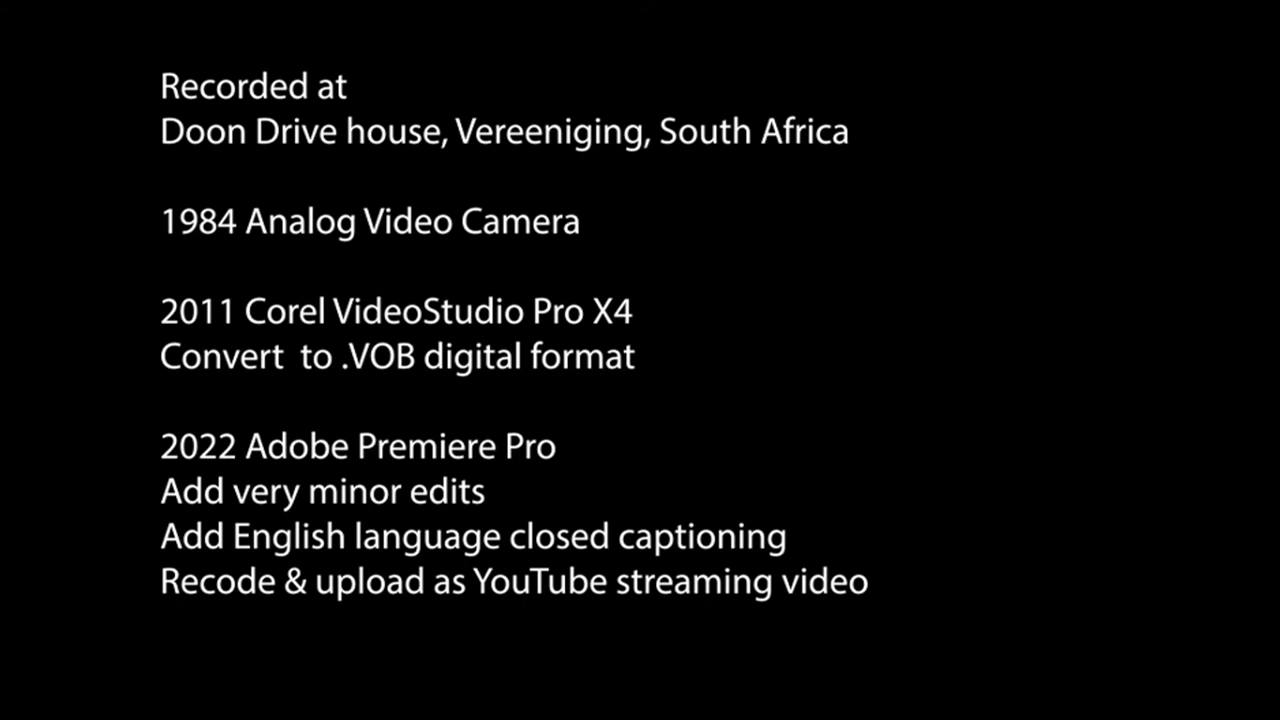 Recorded at
Doon Drive house, Vereeniging, South Africa
1984 Analog Video Camera
2011 Corel VideoStudio Pro X4
Convert  to .VOB digital format
2022 Adobe Premiere Pro
Add very minor edits
Add English language closed captioning
Recode & upload as YouTube streaming video